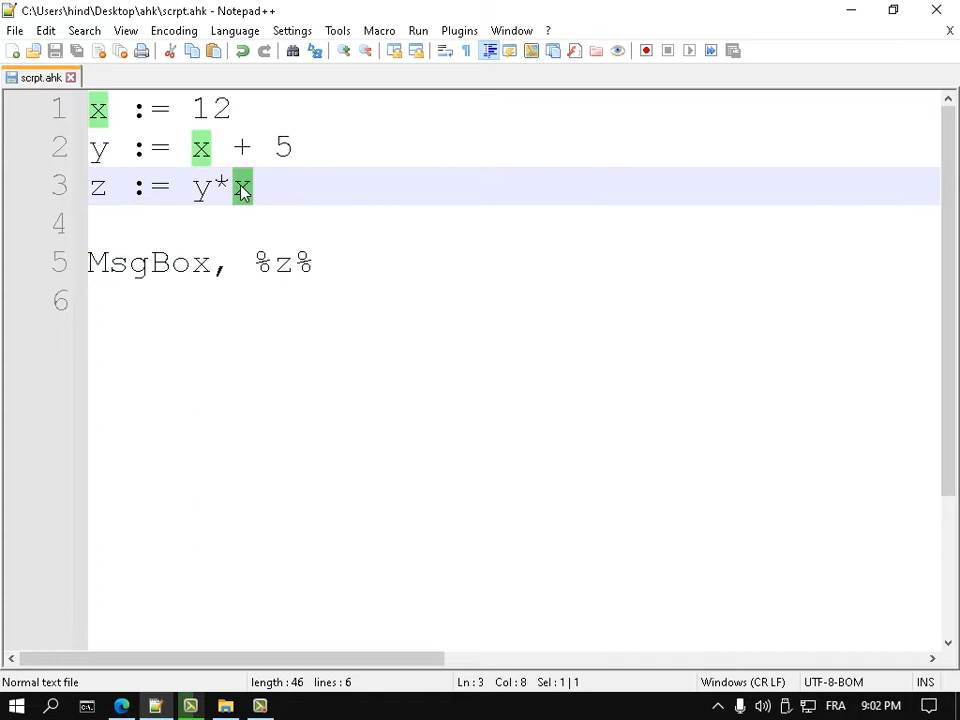 C:\Users\hind\Desktop\ahk\scrpt.ahk - Notepad++
File Edit Search View Encoding Language Settings Tools Macro Run Plugins Window ? X
scrpt.ahk
1 x := 12
2 y := x + 5
3 z := y*x
4
5 MsgBox, %z%
6
Normal text file length : 46 lines : 6 Ln : 3 Col : 8 Sel : 1 | 1 Windows (CR LF) UTF-8-BOM INS
FRA 9:02 PM